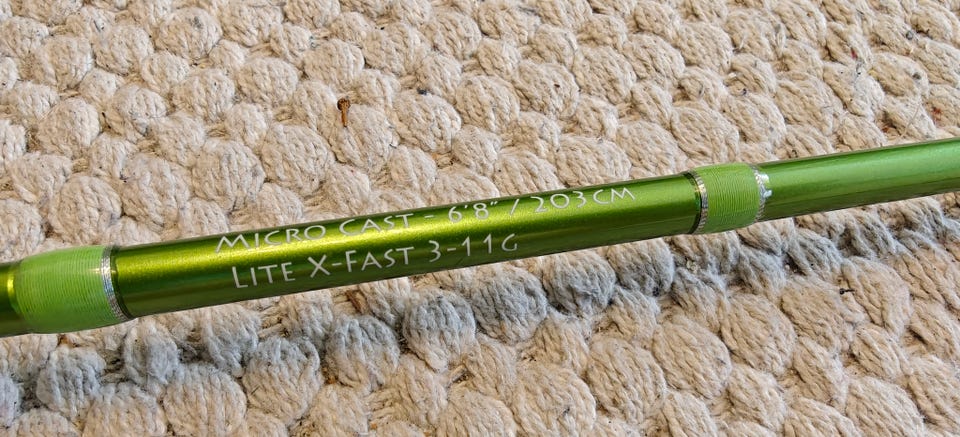 Micro Cast - 6'8" / 203cm
Lite X-Fast 3-11g